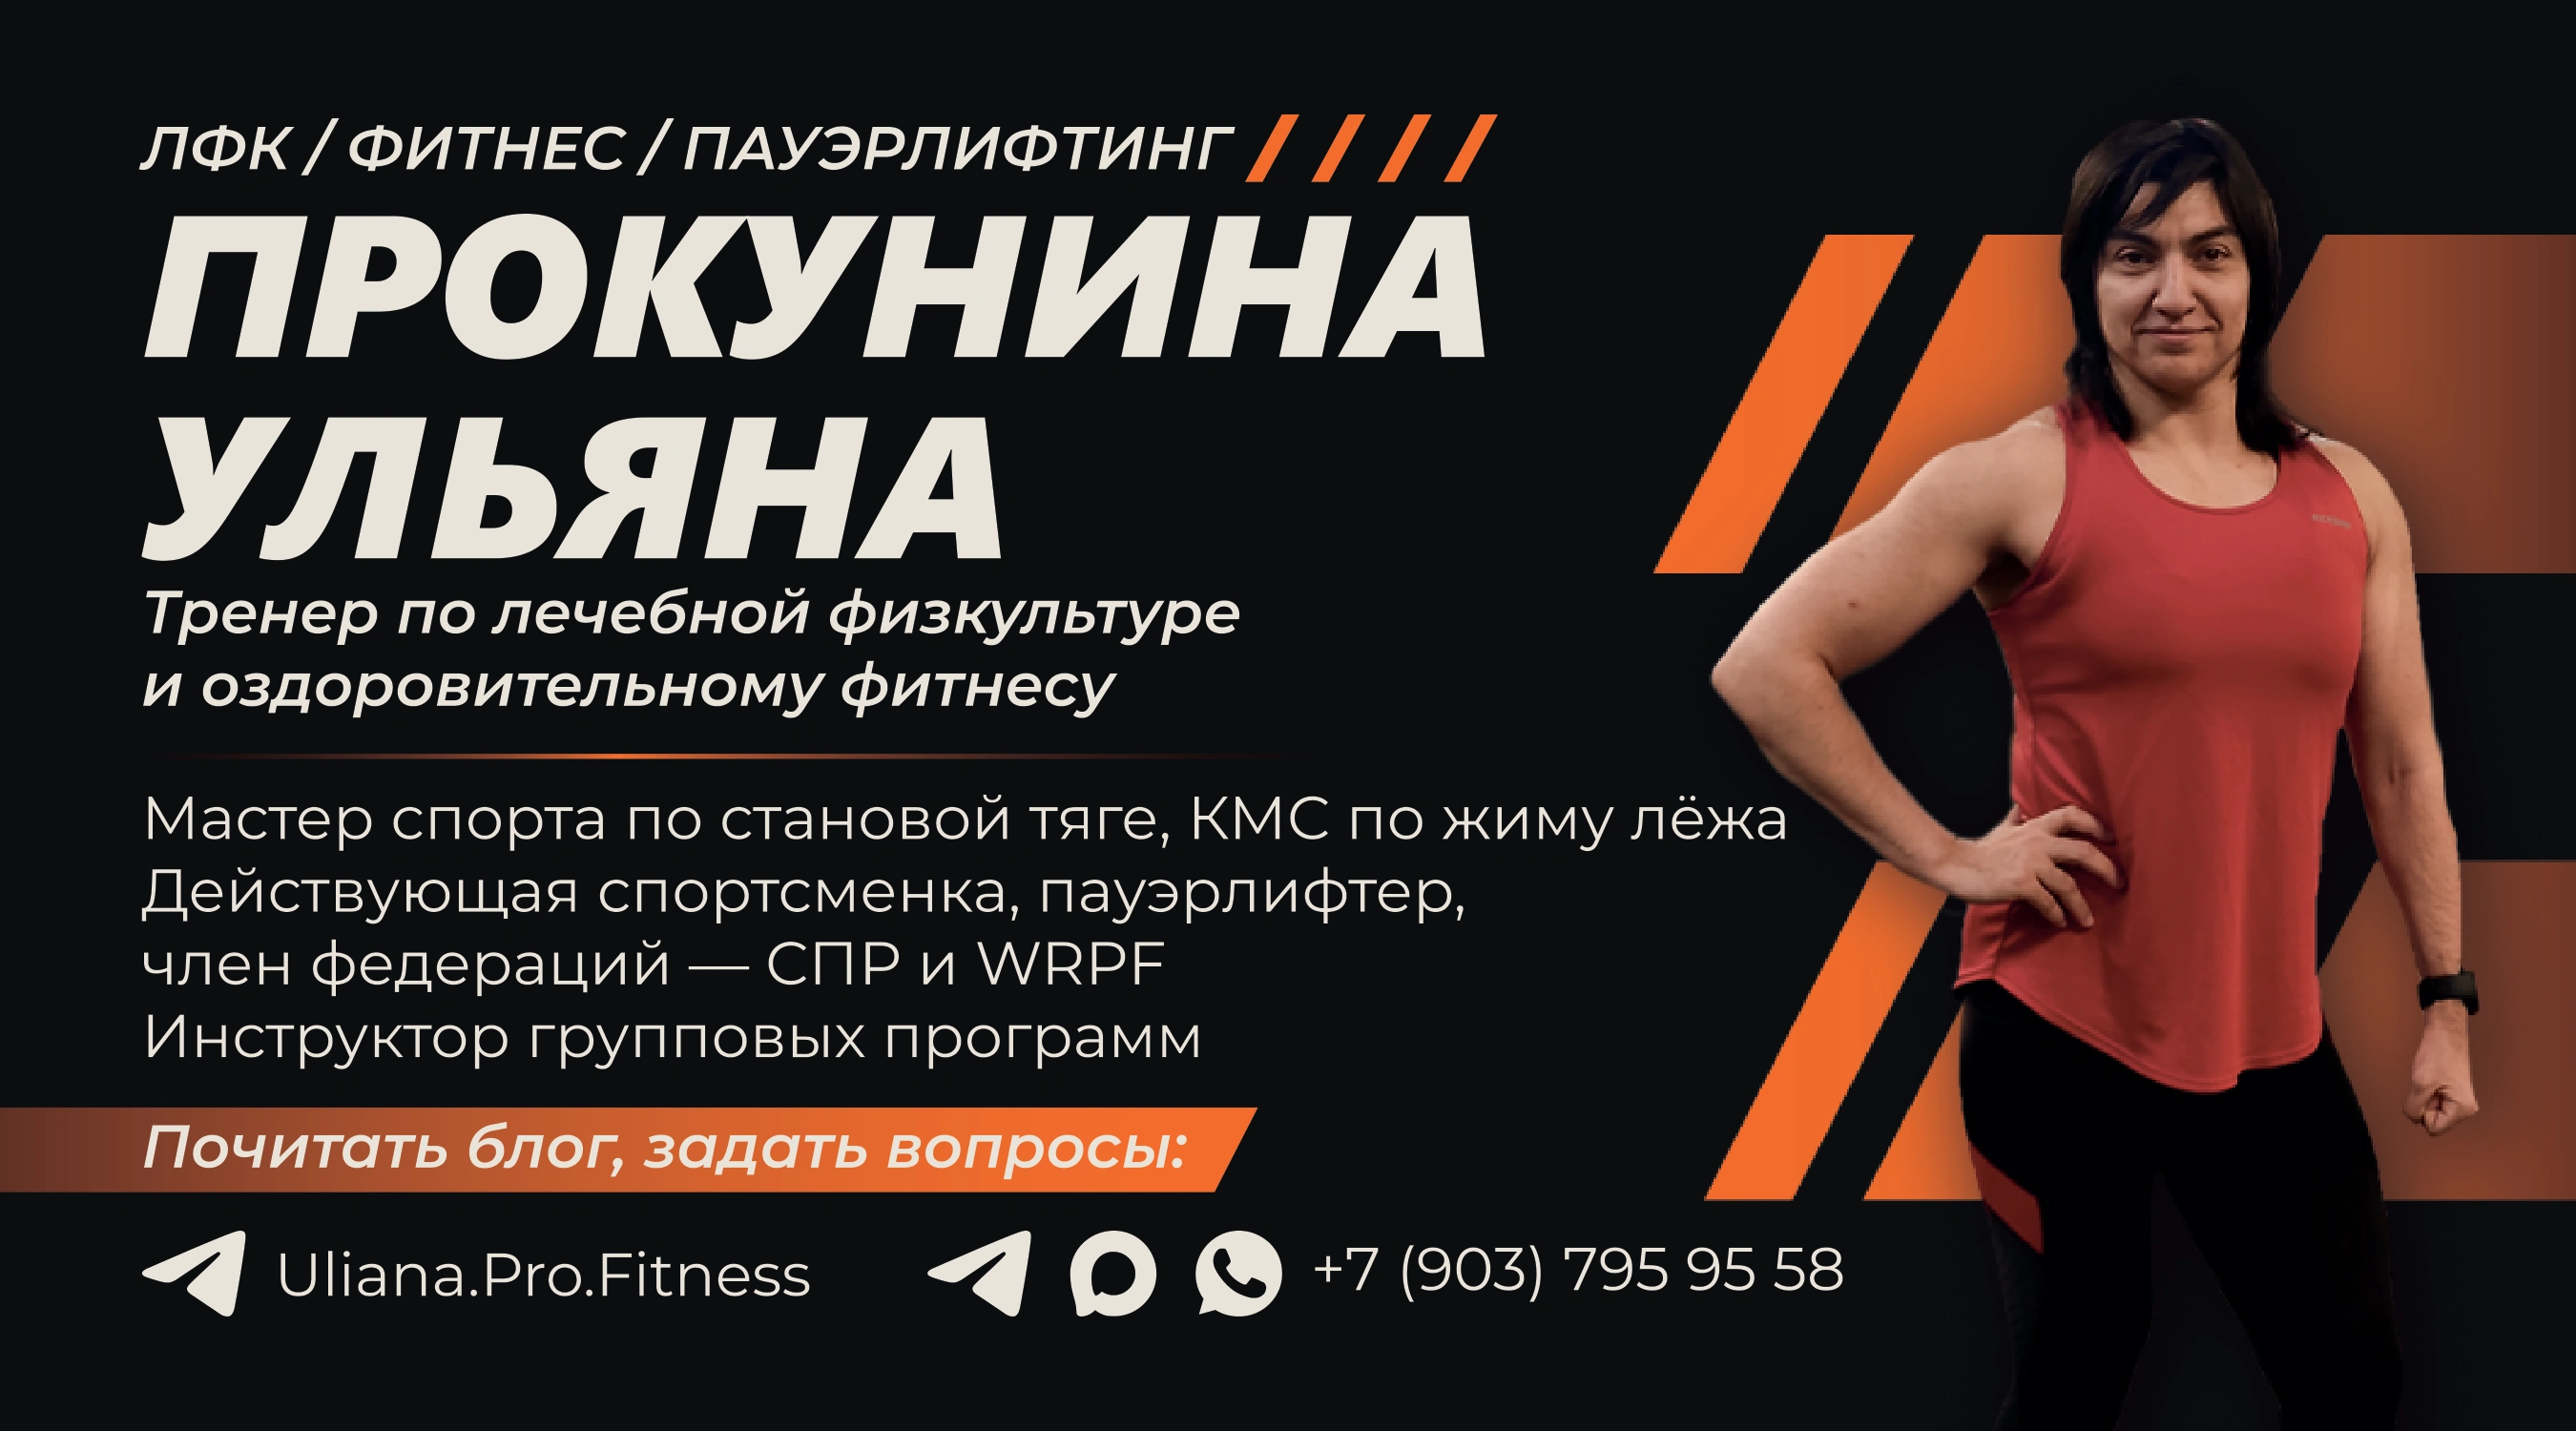 ЛФК / ФИТНЕС / ПАУЭРЛИФТИНГ
ПРОКУНИНА
УЛЬЯНА
Тренер по лечебной физкультуре
и оздоровительному фитнесу
Мастер спорта по становой тяге, КМС по жиму лёжа
Действующая спортсменка, пауэрлифтер,
член федераций — СПР и WRPF
Инструктор групповых программ
Почитать блог, задать вопросы:
Uliana.Pro.Fitness
+7 (903) 795 95 58